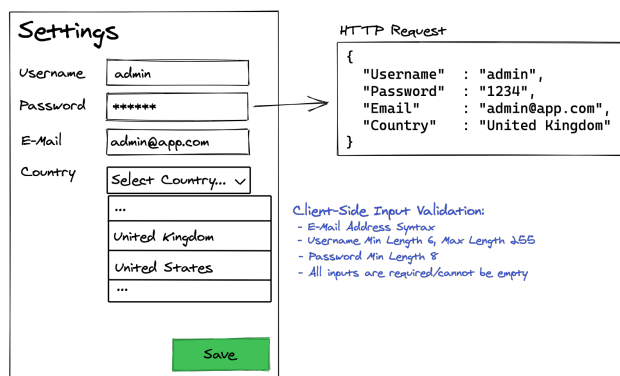 Settings
Username admin
Password ******
E-Mail admin@app.com
Country Select Country...
...
United Kingdom
United States
...
Save
HTTP Request
{
"Username" : "admin",
"Password" : "1234",
"Email" : "admin@app.com",
"Country" : "United Kingdom"
}
Client-Side Input Validation:
- E-Mail Address Syntax
- Username Min Length 6, Max Length 255
- Password Min Length 8
- All inputs are required/cannot be empty